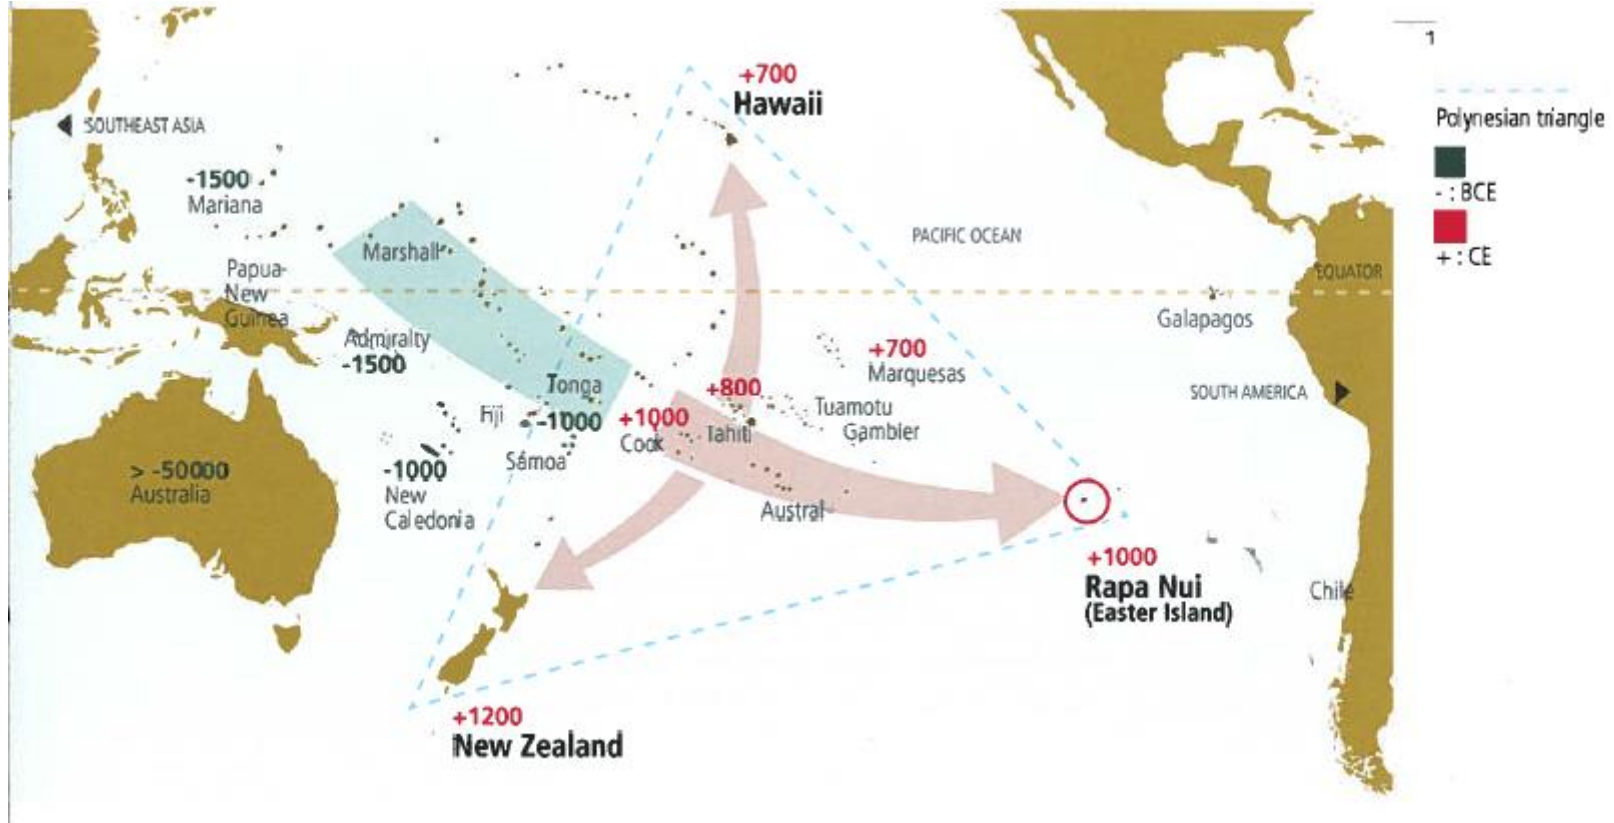 +700
Hawaii
1
Polynesian triangle
- : BCE
+ : CE
SOUTHEAST ASIA
-1500
Mariana
PACIFIC OCEAN
Marshall
Papua-
New
Guinea
EQUATOR
Galapagos
Admiralty
-1500
+700
Marquesas
SOUTH AMERICA
Tonga
-1000
Fiji
Samoa
+1000
Cook
+800
Tahiti
Tuamotu
Gambier
> -50000
Australia
-1000
New
Caledonia
Austral
+1000
Rapa Nui
(Easter Island)
Chile
+1200
New Zealand